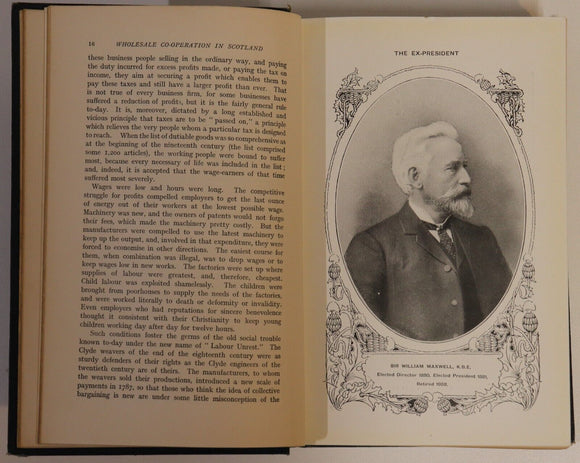 16 WHOLESALE CO-OPERATION IN SCOTLAND
these business people selling in the ordinary way, and paying
the duty incurred for excess profits made, or paying the tax on
income, they aim at securing a profit which enables them to
pay these taxes and still have a larger profit than ever. That
is not true of every business firm, for some businesses have
suffered a reduction of profits, but it is the fairly general rule
to-day. It is, moreover, dictated by a long established and
vicious principle that taxes are to be "passed on," a principle
which relieves the very people whom a particular tax is designed
to reach. When the list of dutiable goods was so comprehensive as
at the beginning of the nineteenth century (the list comprised
some 1,200 articles), the working people were bound to suffer
most, because every necessary of life was included in the list;
and, indeed, it is accepted that the wage-earners of that time
suffered most severely.
Wages were low and hours were long. The competitive
struggle for profits compelled employers to get the last ounce
of energy out of their workers at the lowest possible wage.
Machinery was new, and the owners of patents would not forgo
their fees, which made the machinery pretty costly. But the
manufacturers were compelled to use the latest machinery to
keep up the output, and, involved in that expenditure, they were
forced to economise in other directions. The easiest course for
them, when combination was illegal, was to drop wages or to
keep wages low in new works. The factories were set up where
supplies of labour were greatest, and, therefore, cheapest.
Child labour was exploited shamelessly. The children were
brought from poorhouses to supply the needs of the factories,
and were worked literally to death or deformity or invalidity.
Even employers who had reputations for sincere benevolence
thought it consistent with their Christianity to keep young
children working day after day for twelve hours.
Such conditions foster the germs of the old social trouble
known to-day under the new name of "Labour Unrest." The
Clyde weavers of the end of the eighteenth century were as
sturdy defenders of their rights as the Clyde engineers of the
twentieth century are of theirs. The manufacturers, to whom
the weavers sold their productions, introduced a new scale of
payments in 1787, so that those who think the idea of collective
bargaining is new are under some little misconception of the
THE EX-PRESIDENT
SIR WILLIAM MAXWELL, K.B.E.
Elected Director 1880, Elected President 1881,
Retired 1908.